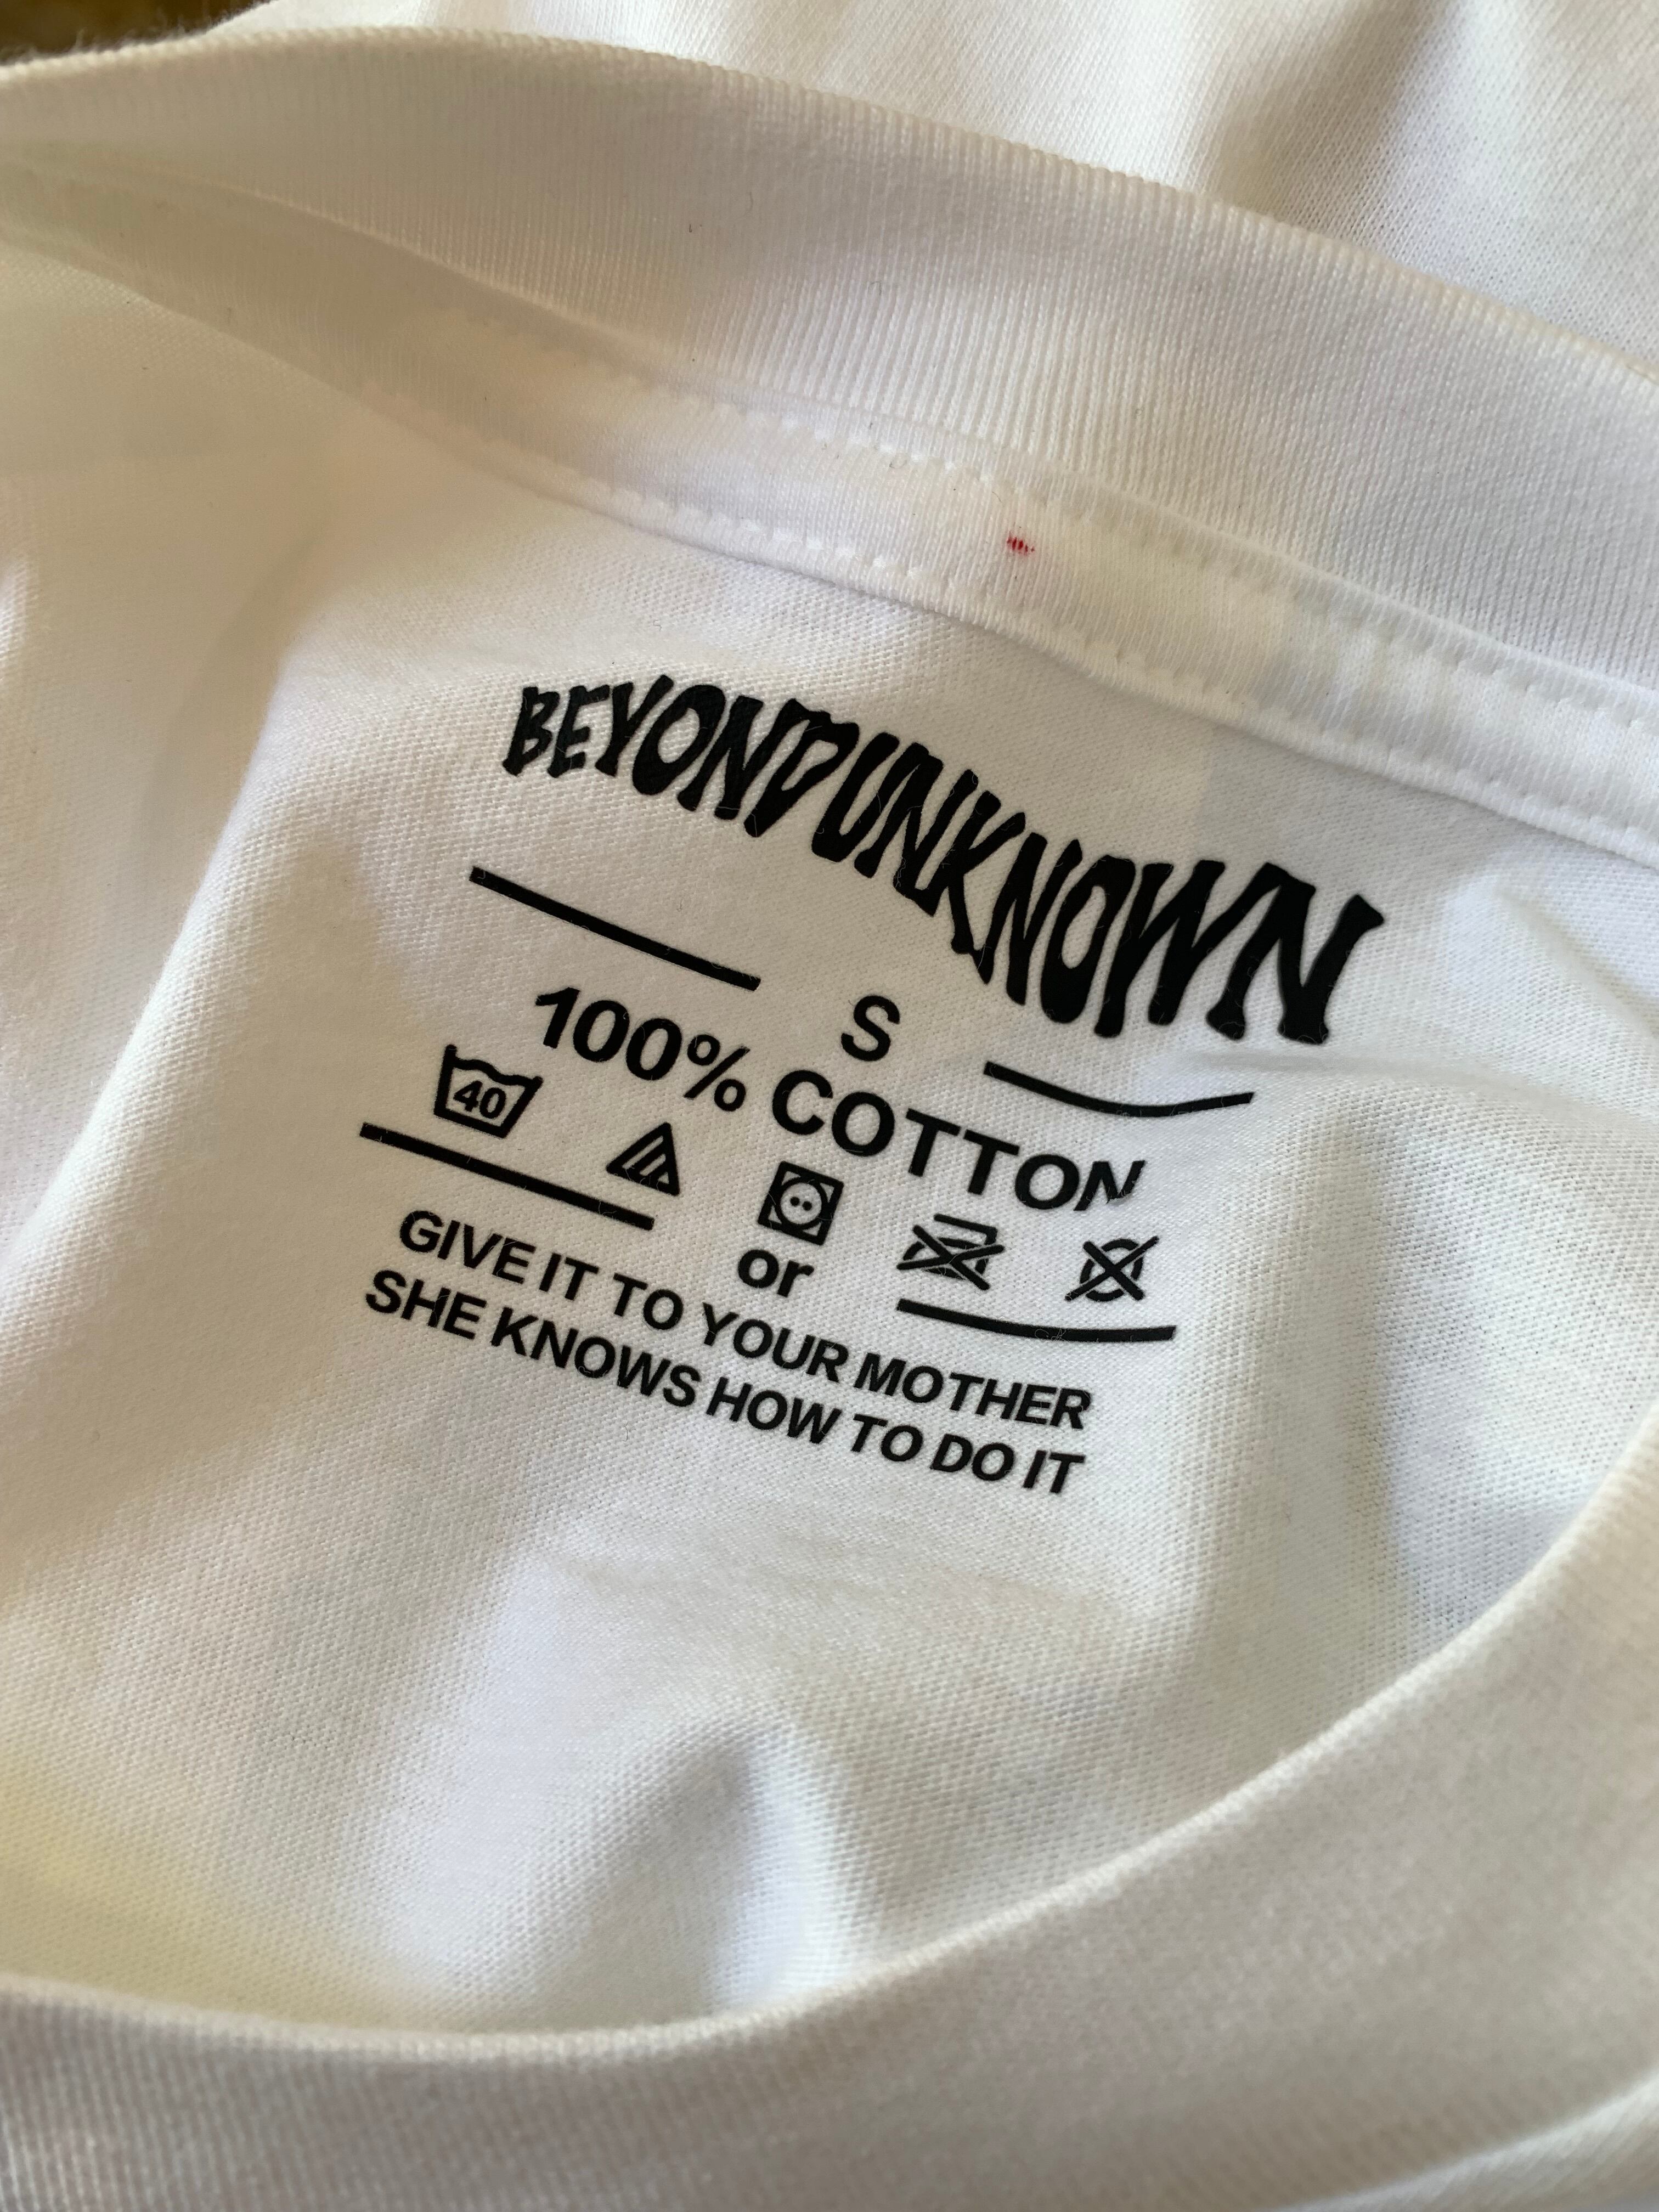 BEYONDUNKNOWN
S
100% COTTON
40
or
GIVE IT TO YOUR MOTHER
SHE KNOWS HOW TO DO IT